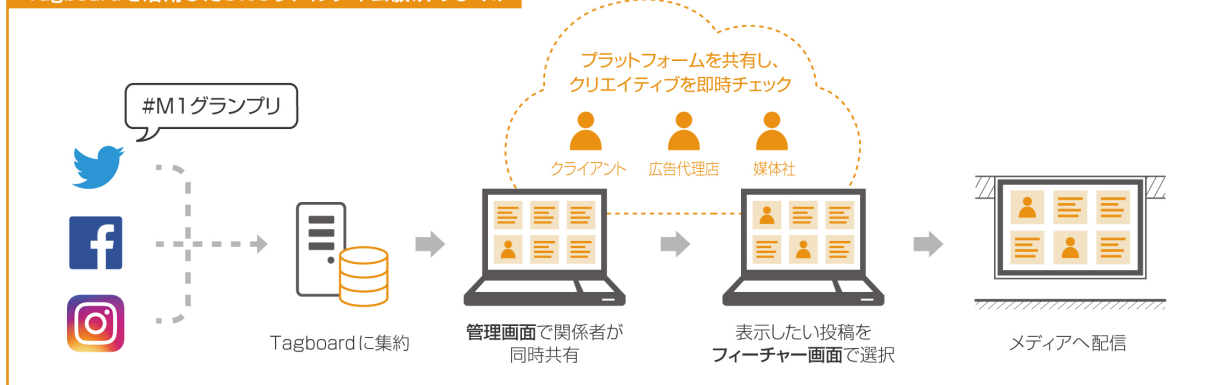 #M1グランプリ
プラットフォームを共有し、
クリエイティブを即時チェック
クライアント
広告代理店
媒体社
Tagboardに集約
管理画面で関係者が
同時共有
表示したい投稿を
フィーチャー画面で選択
メディアへ配信